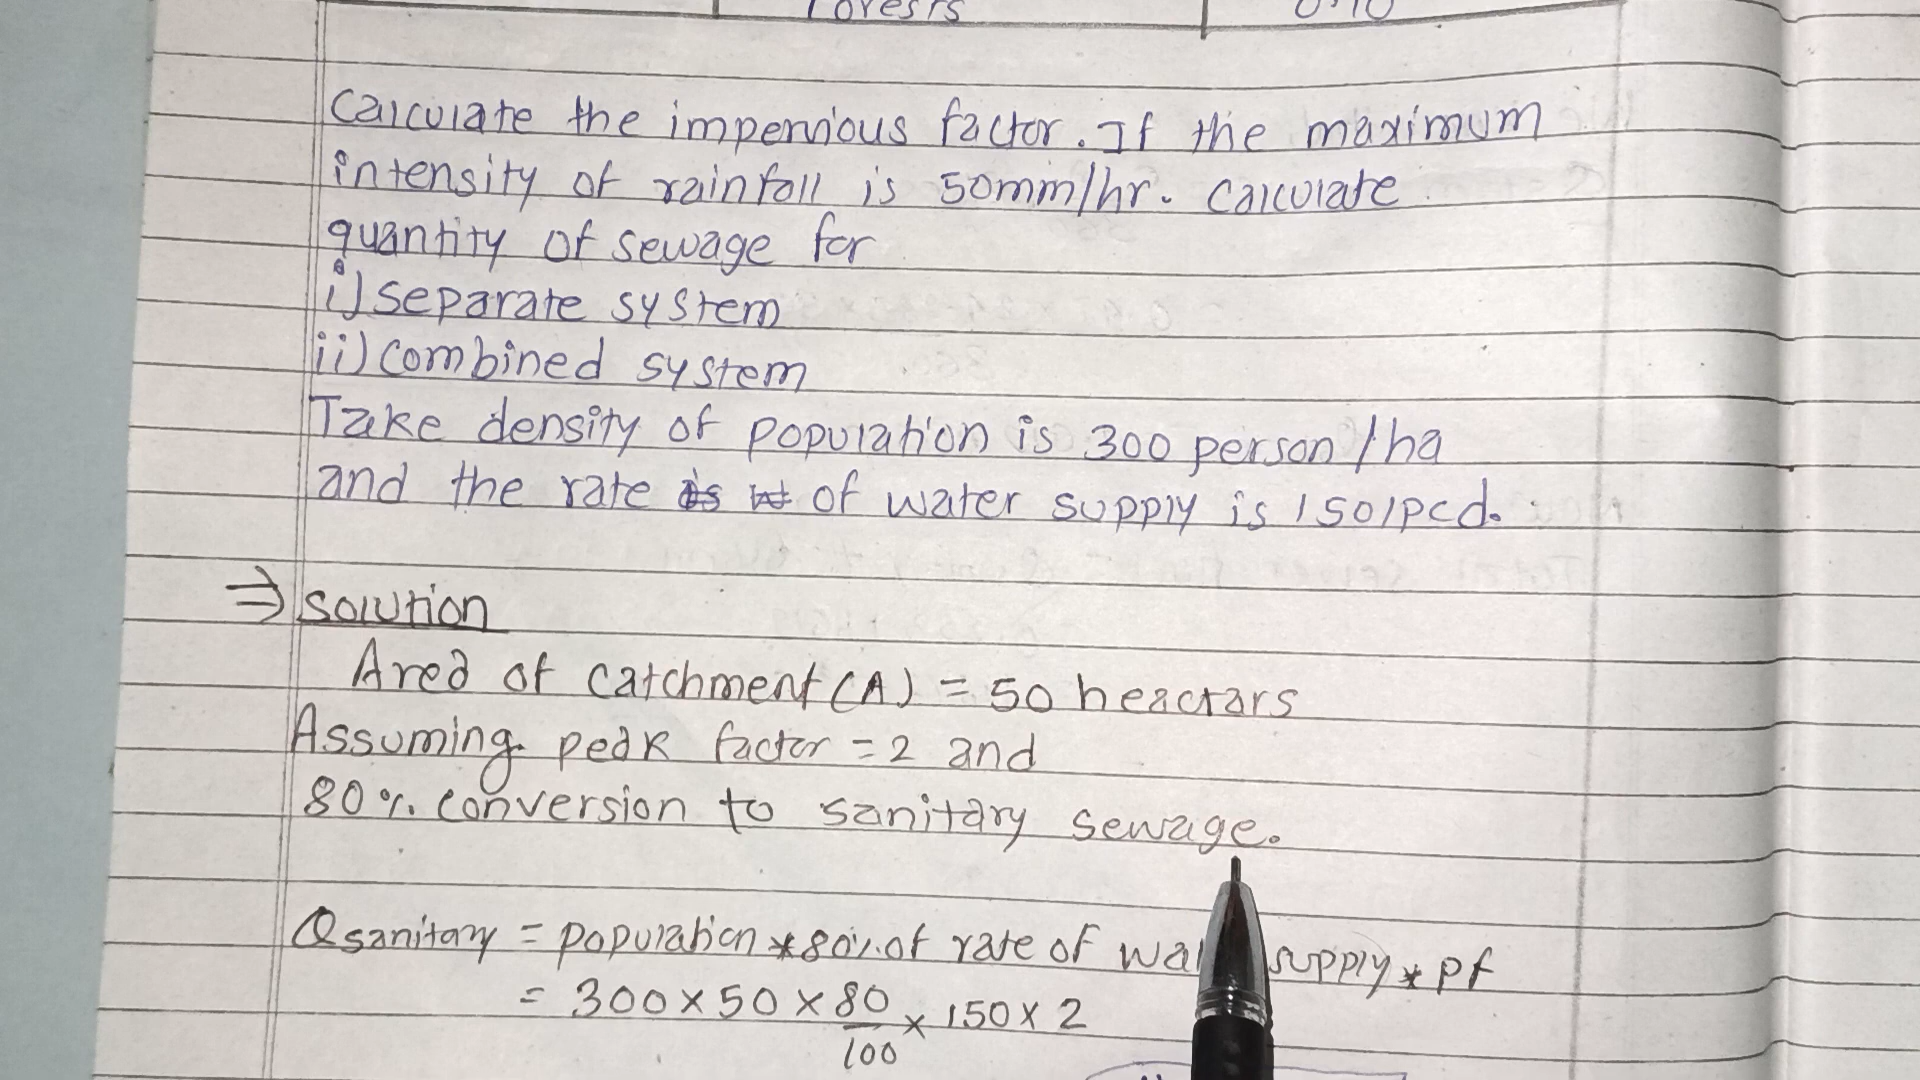 Forests 0.10
Calculate the impervious factor. If the maximum
intensity of rainfall is 50mm/hr. Calculate
quantity of sewage for
i) separate system
ii) combined system
Take density of population is 300 person/ha
and the rate of water supply is 150lpcd.
⇒ solution
Area of catchment (A) = 50 heactars
Assuming peak factor = 2 and
80% conversion to sanitary sewage.
Qsanitary = population * 80% of rate of supply * pf
= 300 × 50 × 80/100 × 150 × 2